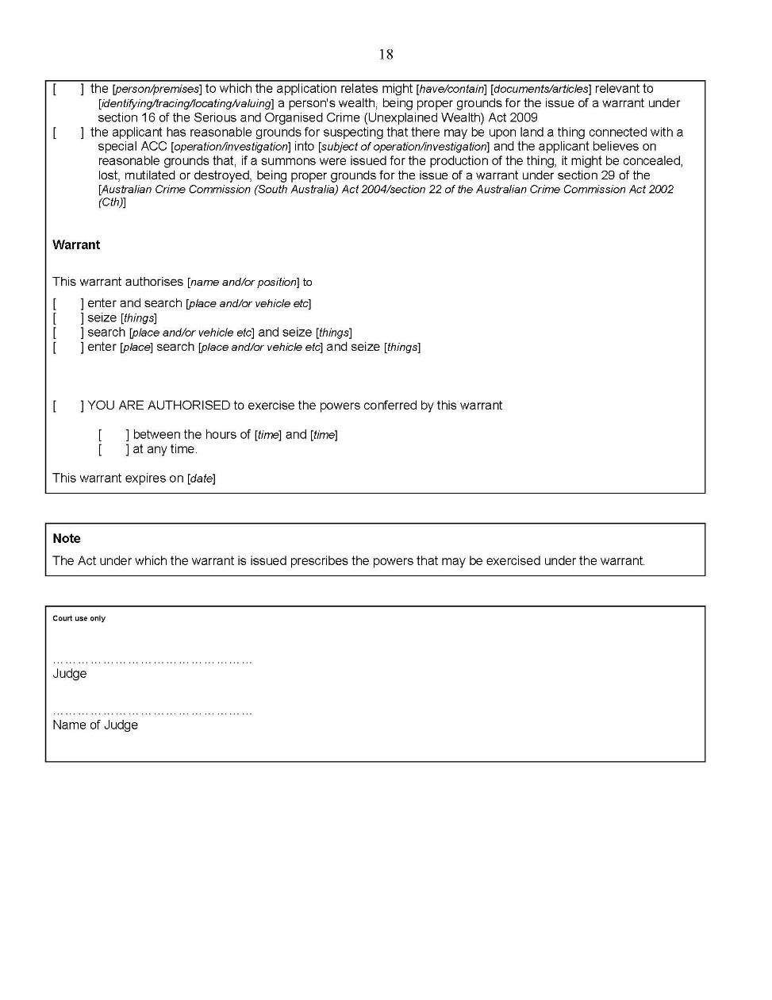 18
[ ] the [person/premises] to which the application relates might [have/contain] [documents/articles] relevant to
[identifying/tracing/locating/valuing] a person's wealth, being proper grounds for the issue of a warrant under
section 16 of the Serious and Organised Crime (Unexplained Wealth) Act 2009
[ ] the applicant has reasonable grounds for suspecting that there may be upon land a thing connected with a
special ACC [operation/investigation] into [subject of operation/investigation] and the applicant believes on
reasonable grounds that, if a summons were issued for the production of the thing, it might be concealed,
lost, mutilated or destroyed, being proper grounds for the issue of a warrant under section 29 of the
[Australian Crime Commission (South Australia) Act 2004/section 22 of the Australian Crime Commission Act 2002
(Cth)]
Warrant
This warrant authorises [name and/or position] to
[ ] enter and search [place and/or vehicle etc]
[ ] seize [things]
[ ] search [place and/or vehicle etc] and seize [things]
[ ] enter [place] search [place and/or vehicle etc] and seize [things]
[ ] YOU ARE AUTHORISED to exercise the powers conferred by this warrant
[ ] between the hours of [time] and [time]
[ ] at any time.
This warrant expires on [date]
Note
The Act under which the warrant is issued prescribes the powers that may be exercised under the warrant.
Court use only
…………………………………………
Judge
…………………………………………
Name of Judge